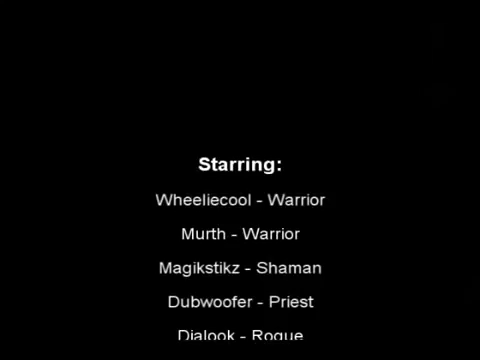 Starring:
Wheeliecool - Warrior
Murth - Warrior
Magikstikz - Shaman
Dubwoofer - Priest
Dialook - Rogue